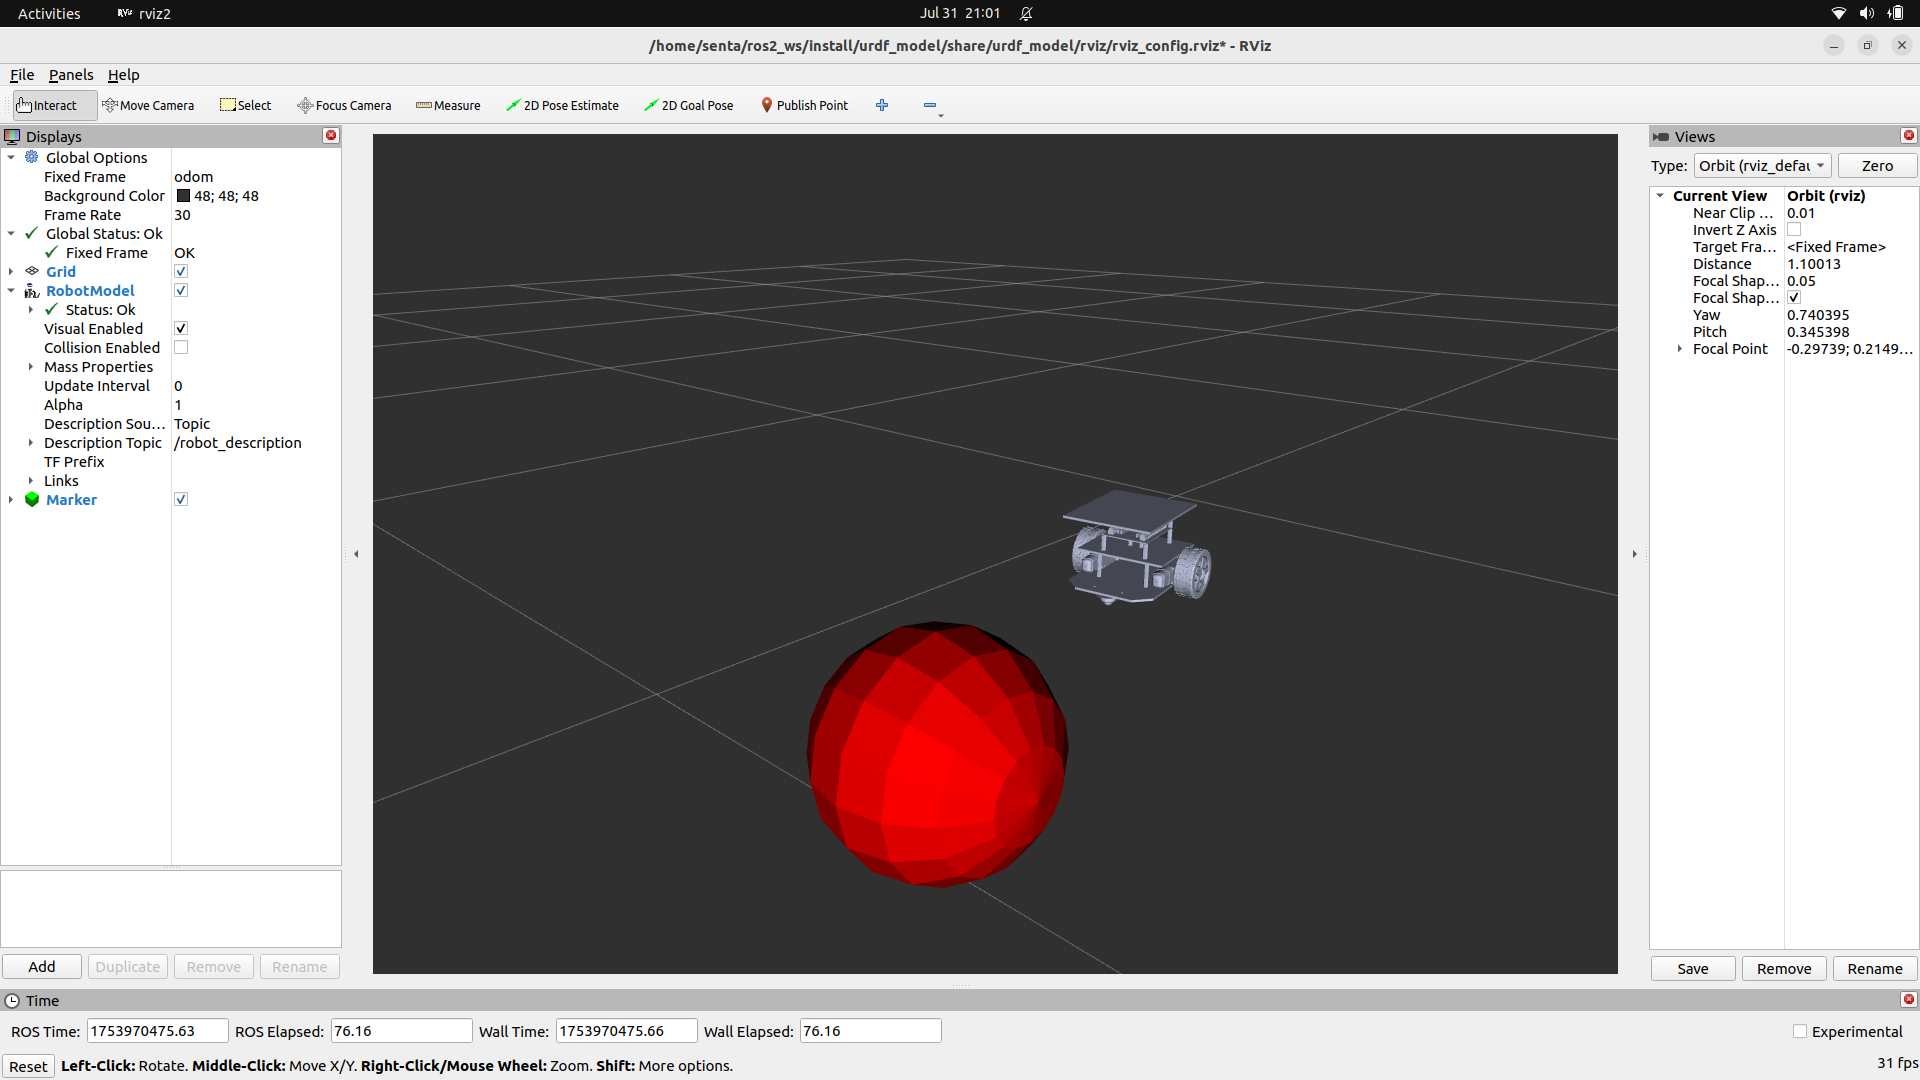 Activities rviz2 Jul 31 21:01
/home/senta/ros2_ws/install/urdf_model/share/urdf_model/rviz/rviz_config.rviz* - RViz
File Panels Help
Interact Move Camera Select Focus Camera Measure 2D Pose Estimate 2D Goal Pose Publish Point
Displays
Global Options
Fixed Frame odom
Background Color 48; 48; 48
Frame Rate 30
Global Status: Ok
Fixed Frame OK
Grid
RobotModel
Status: Ok
Visual Enabled
Collision Enabled
Mass Properties
Update Interval 0
Alpha 1
Description Sou... Topic
Description Topic /robot_description
TF Prefix
Links
Marker
Add Duplicate Remove Rename
Views
Type: Orbit (rviz_defau Zero
Current View Orbit (rviz)
Near Clip ... 0.01
Invert Z Axis
Target Fra... <Fixed Frame>
Distance 1.10013
Focal Shap... 0.05
Focal Shap...
Yaw 0.740395
Pitch 0.345398
Focal Point -0.29739; 0.2149...
Save Remove Rename
Time
ROS Time: 1753970475.63 ROS Elapsed: 76.16 Wall Time: 1753970475.66 Wall Elapsed: 76.16 Experimental
Reset Left-Click: Rotate. Middle-Click: Move X/Y. Right-Click/Mouse Wheel: Zoom. Shift: More options. 31 fps